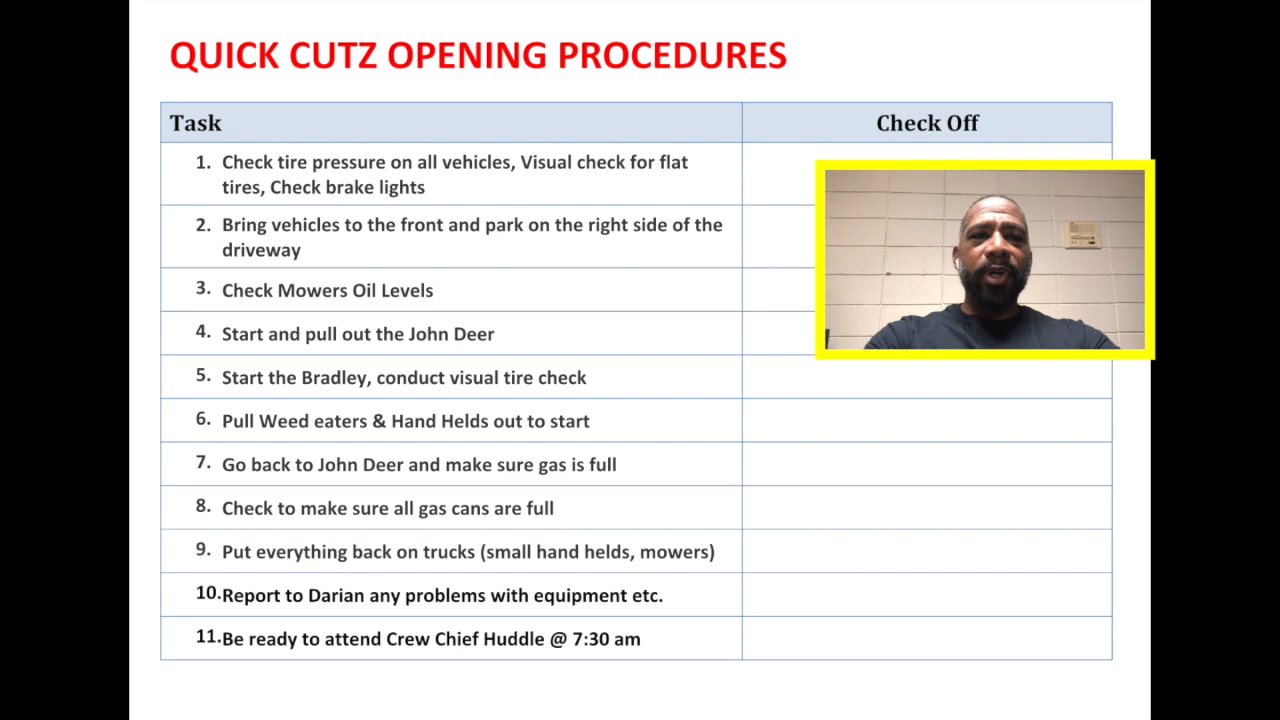 QUICK CUTZ OPENING PROCEDURES
Task
Check Off
1. Check tire pressure on all vehicles, Visual check for flat
tires, Check brake lights
2. Bring vehicles to the front and park on the right side of the
driveway
3. Check Mowers Oil Levels
4. Start and pull out the John Deer
5. Start the Bradley, conduct visual tire check
6. Pull Weed eaters & Hand Helds out to start
7. Go back to John Deer and make sure gas is full
8. Check to make sure all gas cans are full
9. Put everything back on trucks (small hand helds, mowers)
10. Report to Darian any problems with equipment etc.
11. Be ready to attend Crew Chief Huddle @ 7:30 am